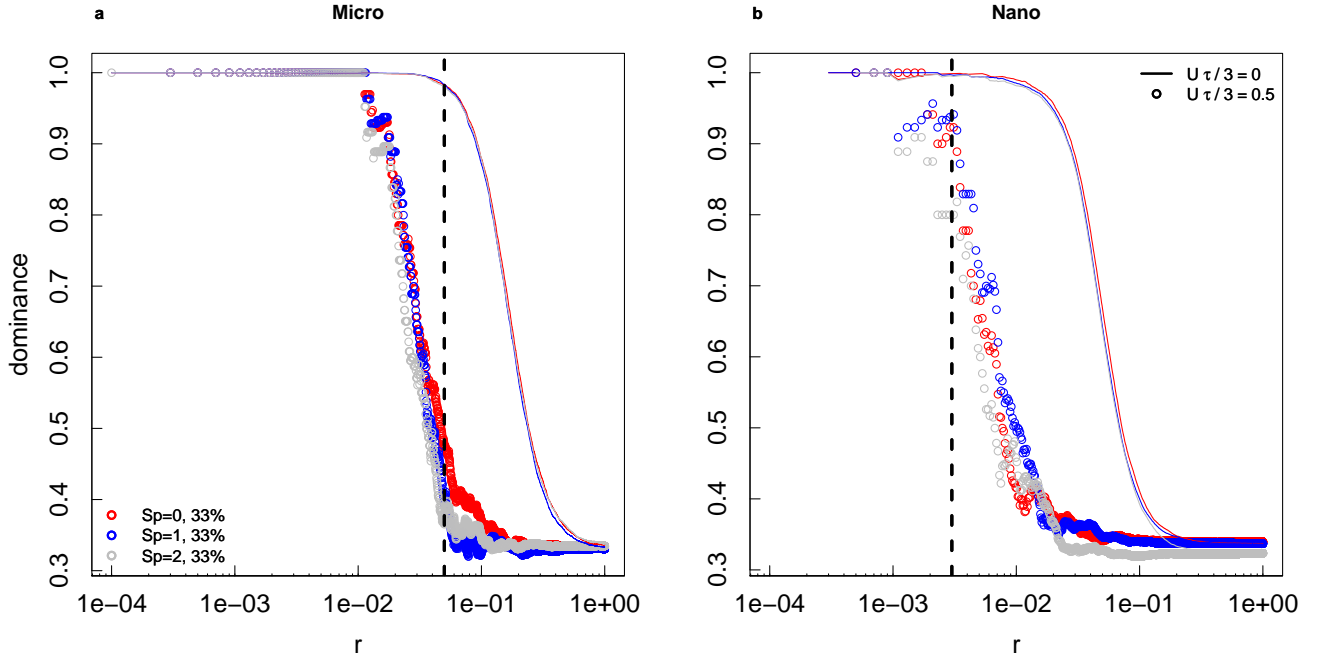 a
Micro
dominance
1.0
0.9
0.8
0.7
0.6
0.5
0.4
0.3
Sp=0, 33%
Sp=1, 33%
Sp=2, 33%
1e-04
1e-03
1e-02
1e-01
1e+00
r
b
Nano
1.0
0.9
0.8
0.7
0.6
0.5
0.4
0.3
U τ / 3 = 0
U τ / 3 = 0.5
1e-04
1e-03
1e-02
1e-01
1e+00
r